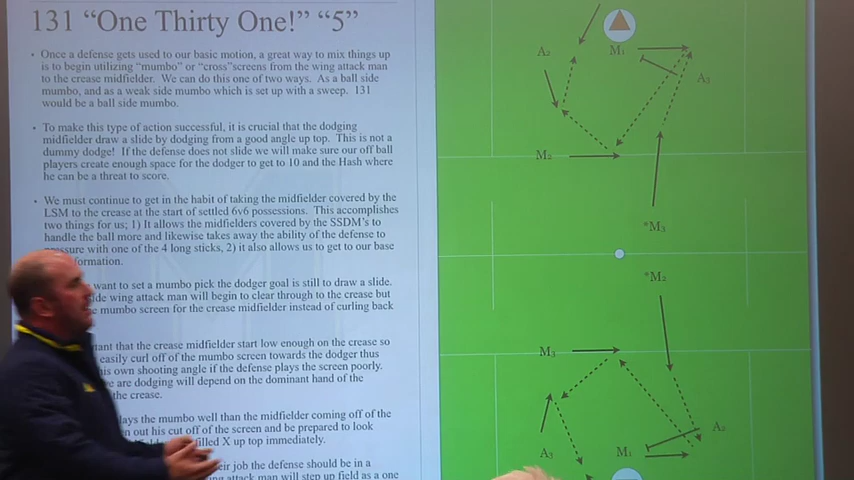 131 “One Thirty One!” “5”
Once a defense gets used to our basic motion, a great way to mix things up
is to begin utilizing “mumbo” or “cross”screens from the wing attack man
to the crease midfielder. We can do this one of two ways. As a ball side
mumbo, and as a weak side mumbo which is set up with a sweep. 131
would be a ball side mumbo.
To make this type of action successful, it is crucial that the dodging
midfielder draw a slide by dodging from a good angle up top. This is not a
dummy dodge! If the defense does not slide we will make sure our off ball
players create enough space for the dodger to get to 10 and the Hash where
he can be a threat to score.
We must continue to get in the habit of taking the midfielder covered by the
LSM to the crease at the start of settled 6v6 possessions. This accomplishes
two things for us; 1) It allows the midfielders covered by the SSDM’s to
handle the ball more and likewise takes away the ability of the defense to
with one of the 4 long sticks, 2) it also allows us to get to our base
want to set a mumbo pick the dodger goal is still to draw a slide.
wing attack man will begin to clear through to the crease but
mumbo screen for the crease midfielder instead of curling back
that the crease midfielder start low enough on the crease so
easily curl off of the mumbo screen towards the dodger thus
own shooting angle if the defense plays the screen poorly.
are dodging will depend on the dominant hand of the
the crease.
the mumbo well than the midfielder coming off of the
out his cut off of the screen and be prepared to look
filled X up top immediately.
job the defense should be in a
attack man will step up field as a one
M1
M2
*M3
*M2
M3
A3
M1